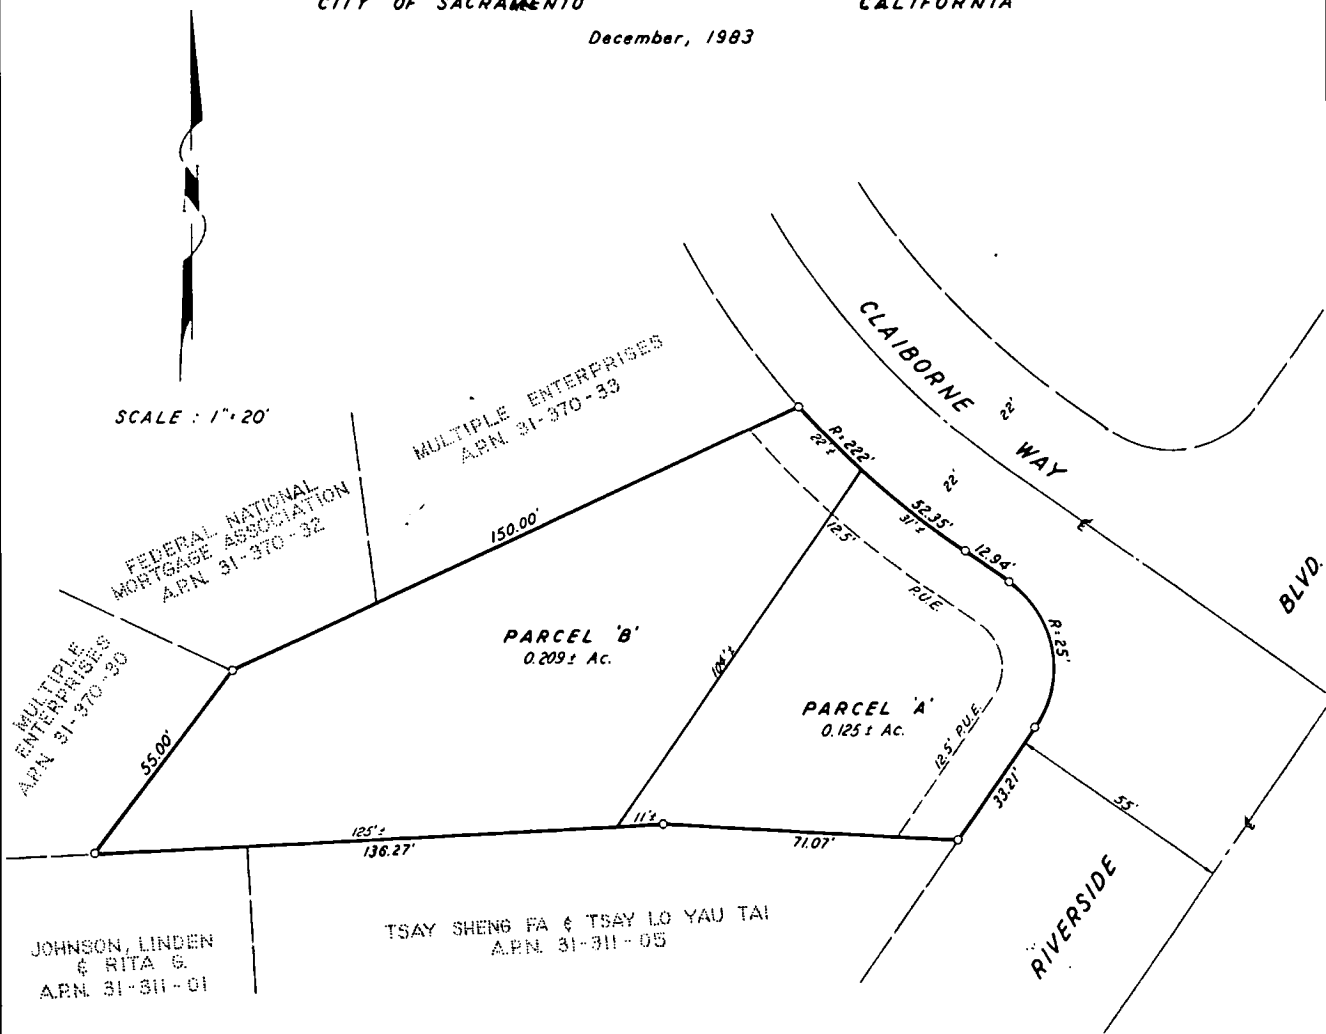 CITY OF SACRAMENTO
CALIFORNIA
December, 1983
N
SCALE : 1"=20'
CLAIBORNE WAY
22'
22'
MULTIPLE ENTERPRISES
A.P.N. 31-370-33
FEDERAL NATIONAL
MORTGAGE ASSOCIATION
A.P.N. 31-370-32
MULTIPLE
ENTERPRISES
A.P.N. 31-370-30
150.00'
R=222'
22'±
52.35'
31'±
12.94'
R=25'
12.5'
P.U.E.
PARCEL 'B'
0.209± Ac.
104'±
PARCEL 'A'
0.125± Ac.
12.5' P.U.E.
55.00'
33.21'
55'
125'±
136.27'
11'±
71.07'
RIVERSIDE
BLVD.
JOHNSON, LINDEN
& RITA G.
A.P.N. 31-311-01
TSAY SHENG FA & TSAY LO YAU TAI
A.P.N. 31-311-05